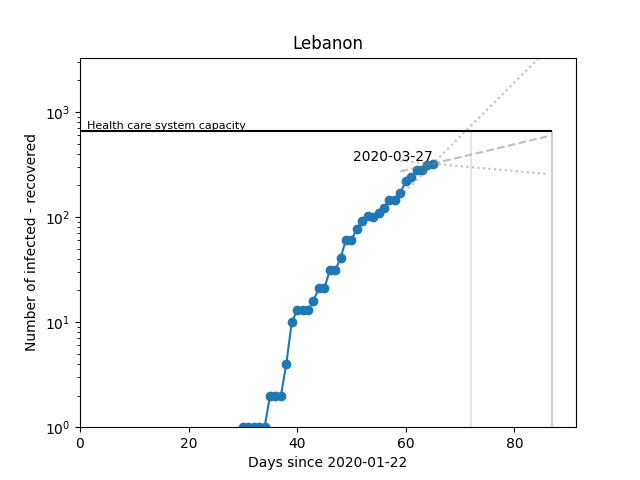 Lebanon
Number of infected - recovered
10³
10²
10¹
10⁰
Health care system capacity
2020-03-27
0 20 40 60 80
Days since 2020-01-22